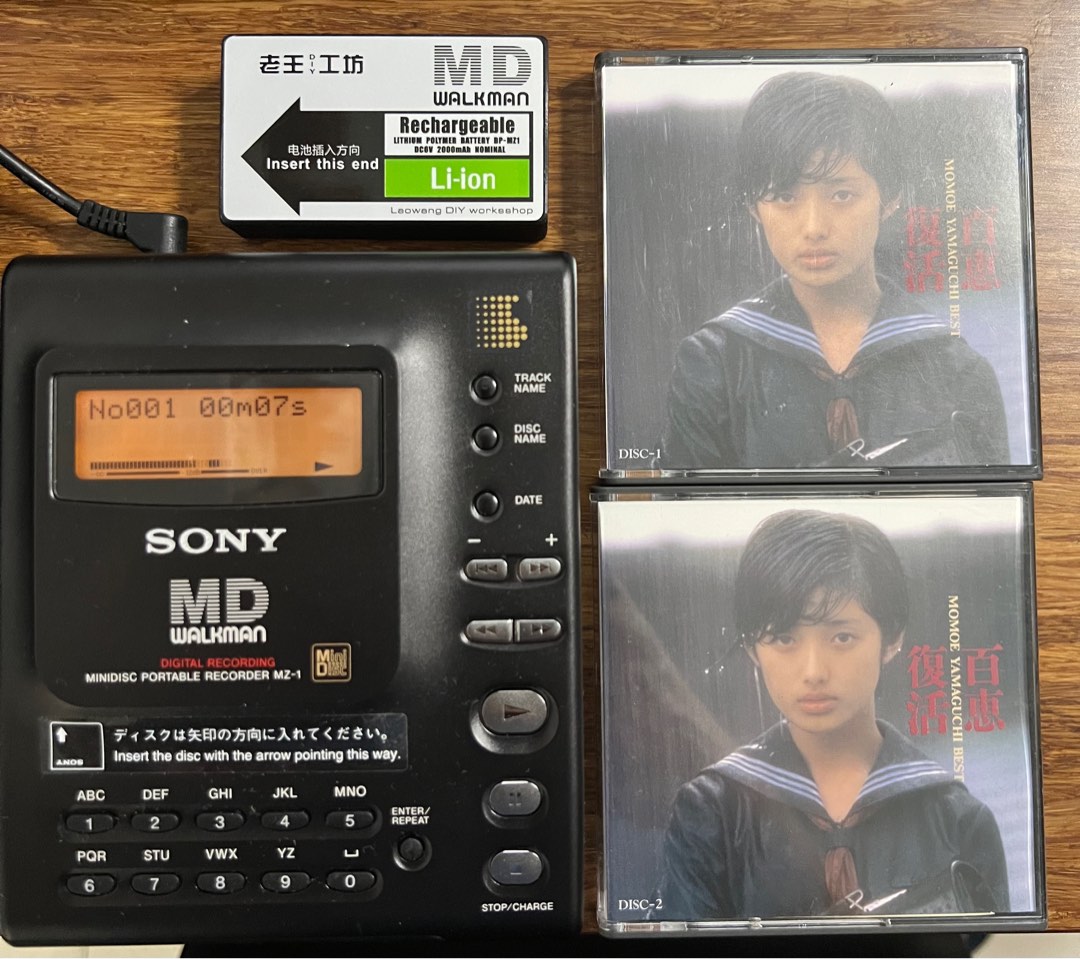 老王DIY工坊
MD
WALKMAN
电池插入方向
Insert this end
Rechargeable
LITHIUM POLYMER BATTERY BP-MZ1
DC6V 2000mAh NOMINAL
Li-ion
Laowang DIY workshop
No001 00m07s
OVER
SONY
MD
WALKMAN
DIGITAL RECORDING
MINIDISC PORTABLE RECORDER MZ-1
TRACK
NAME
DISC
NAME
DATE
- +
ディスクは矢印の方向に入れてください。
Insert the disc with the arrow pointing this way.
SONY
ABC DEF GHI JKL MNO
1 2 3 4 5
PQR STU VWX YZ
6 7 8 9 0
ENTER/
REPEAT
STOP/CHARGE
百恵
復活
MOMOE YAMAGUCHI BEST
DISC-1
百恵
復活
MOMOE YAMAGUCHI BEST
DISC-2